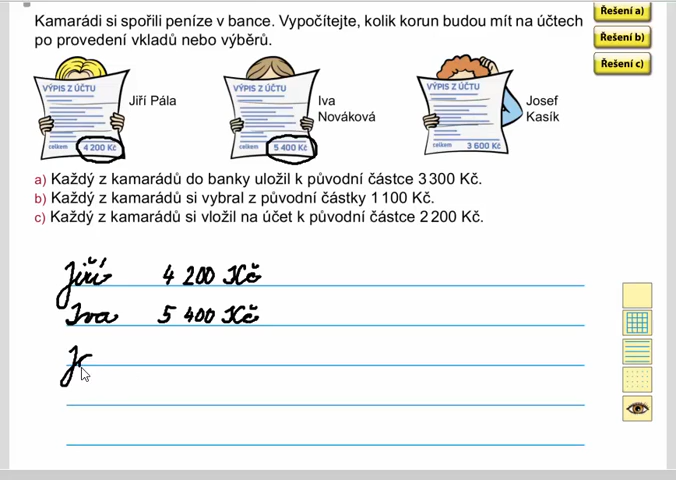 Kamarádi si spořili peníze v bance. Vypočítejte, kolik korun budou mít na účtech
po provedení vkladů nebo výběrů.
Řešení a)
Řešení b)
Řešení c)
VÝPIS Z ÚČTU
celkem 4 200 Kč
Jiří Pála
VÝPIS Z ÚČTU
celkem 5 400 Kč
Iva
Nováková
VÝPIS Z ÚČTU
celkem 3 600 Kč
Josef
Kasík
a) Každý z kamarádů do banky uložil k původní částce 3 300 Kč.
b) Každý z kamarádů si vybral z původní částky 1 100 Kč.
c) Každý z kamarádů si vložil na účet k původní částce 2 200 Kč.
Jiří 4 200 Kč
Iva 5 400 Kč
Jo